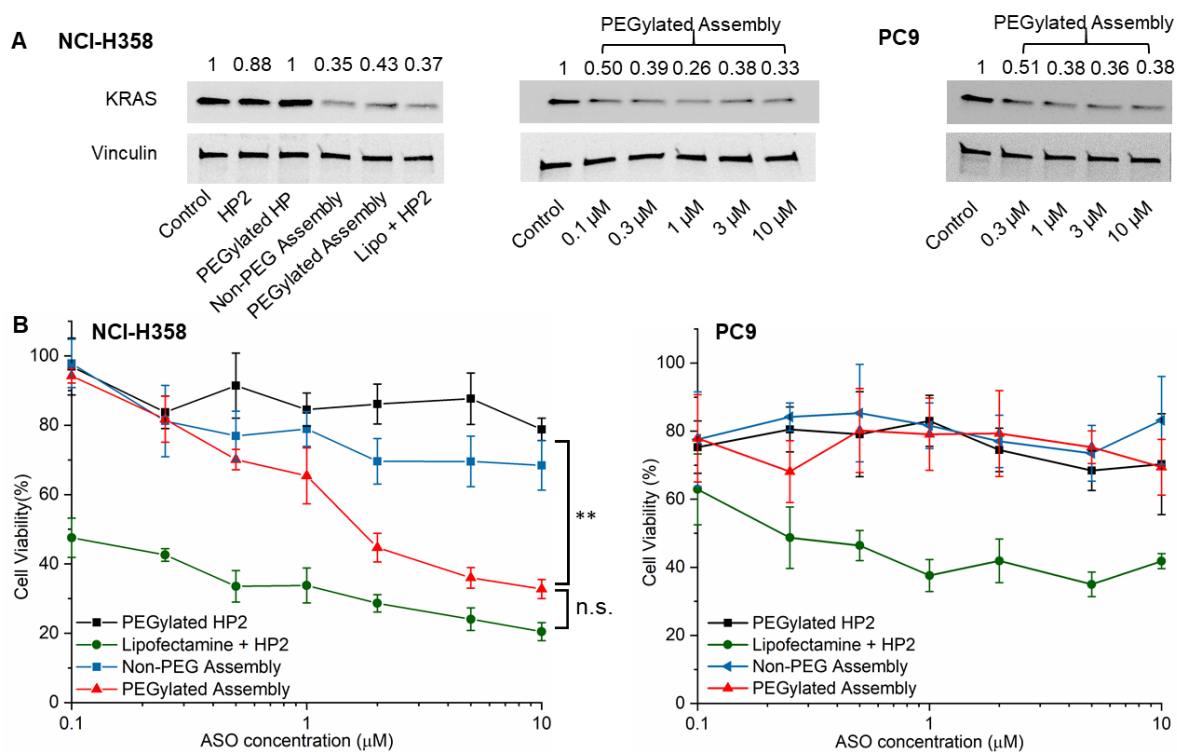 A NCI-H358
PEGylated Assembly
PC9
PEGylated Assembly
1 0.88 1 0.35 0.43 0.37
1 0.50 0.39 0.26 0.38 0.33
1 0.51 0.38 0.36 0.38
KRAS
Vinculin
Control
HP2
PEGylated HP
Non-PEG Assembly
PEGylated Assembly
Lipo + HP2
Control
0.1 µM
0.3 µM
1 µM
3 µM
10 µM
Control
0.3 µM
1 µM
3 µM
10 µM
B NCI-H358
Cell Viability(%)
100
80
60
40
20
0
**
n.s.
PEGylated HP2
Lipofectamine + HP2
Non-PEG Assembly
PEGylated Assembly
0.1 1 10
ASO concentration (µM)
PC9
Cell Viability (%)
100
80
60
40
20
0
PEGylated HP2
Lipofectamine + HP2
Non-PEG Assembly
PEGylated Assembly
0.1 1 10
ASO concentration (µM)